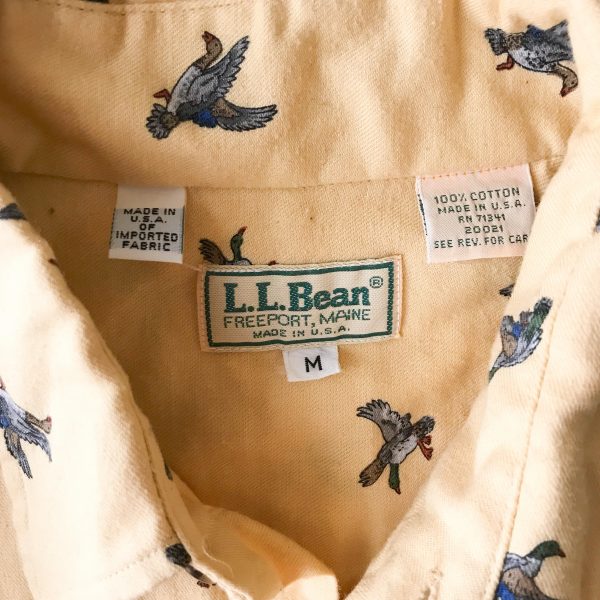 MADE IN
U.S.A.
OF
IMPORTED
FABRIC
100% COTTON
MADE IN U.S.A.
RN 71341
20021
SEE REV. FOR CAR
L.L.Bean®
FREEPORT, MAINE
MADE IN U.S.A.
M